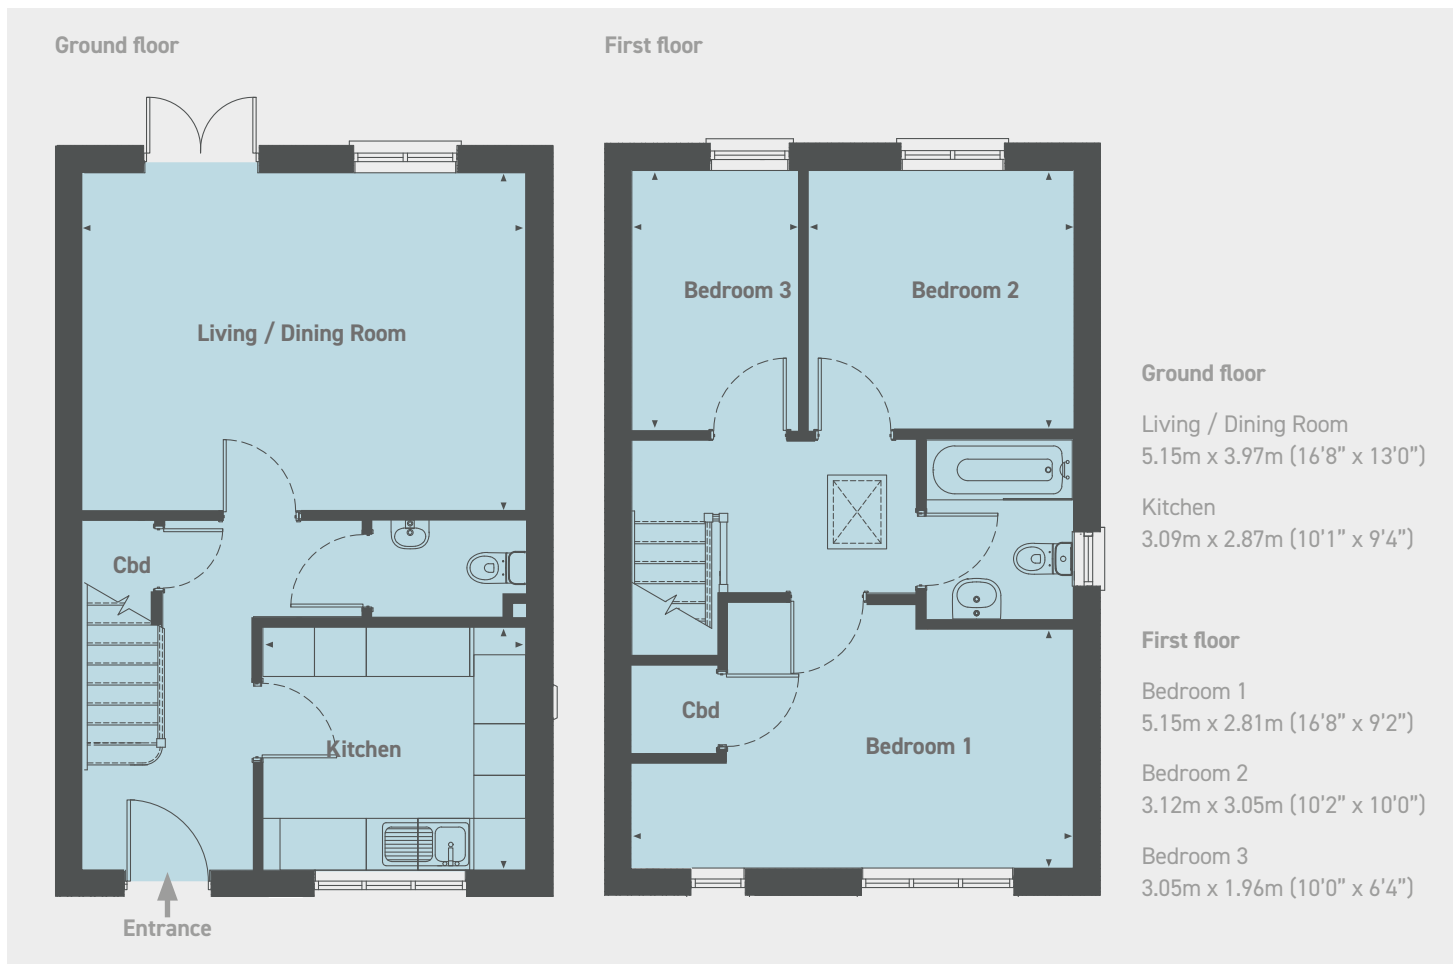 Ground floor
Living / Dining Room
Cbd
Kitchen
Entrance
First floor
Bedroom 3
Bedroom 2
Cbd
Bedroom 1
Ground floor
Living / Dining Room
5.15m x 3.97m (16'8” x 13'0”)
Kitchen
3.09m x 2.87m (10'1” x 9'4”)
First floor
Bedroom 1
5.15m x 2.81m (16'8” x 9'2”)
Bedroom 2
3.12m x 3.05m (10'2” x 10'0”)
Bedroom 3
3.05m x 1.96m (10'0” x 6'4”)